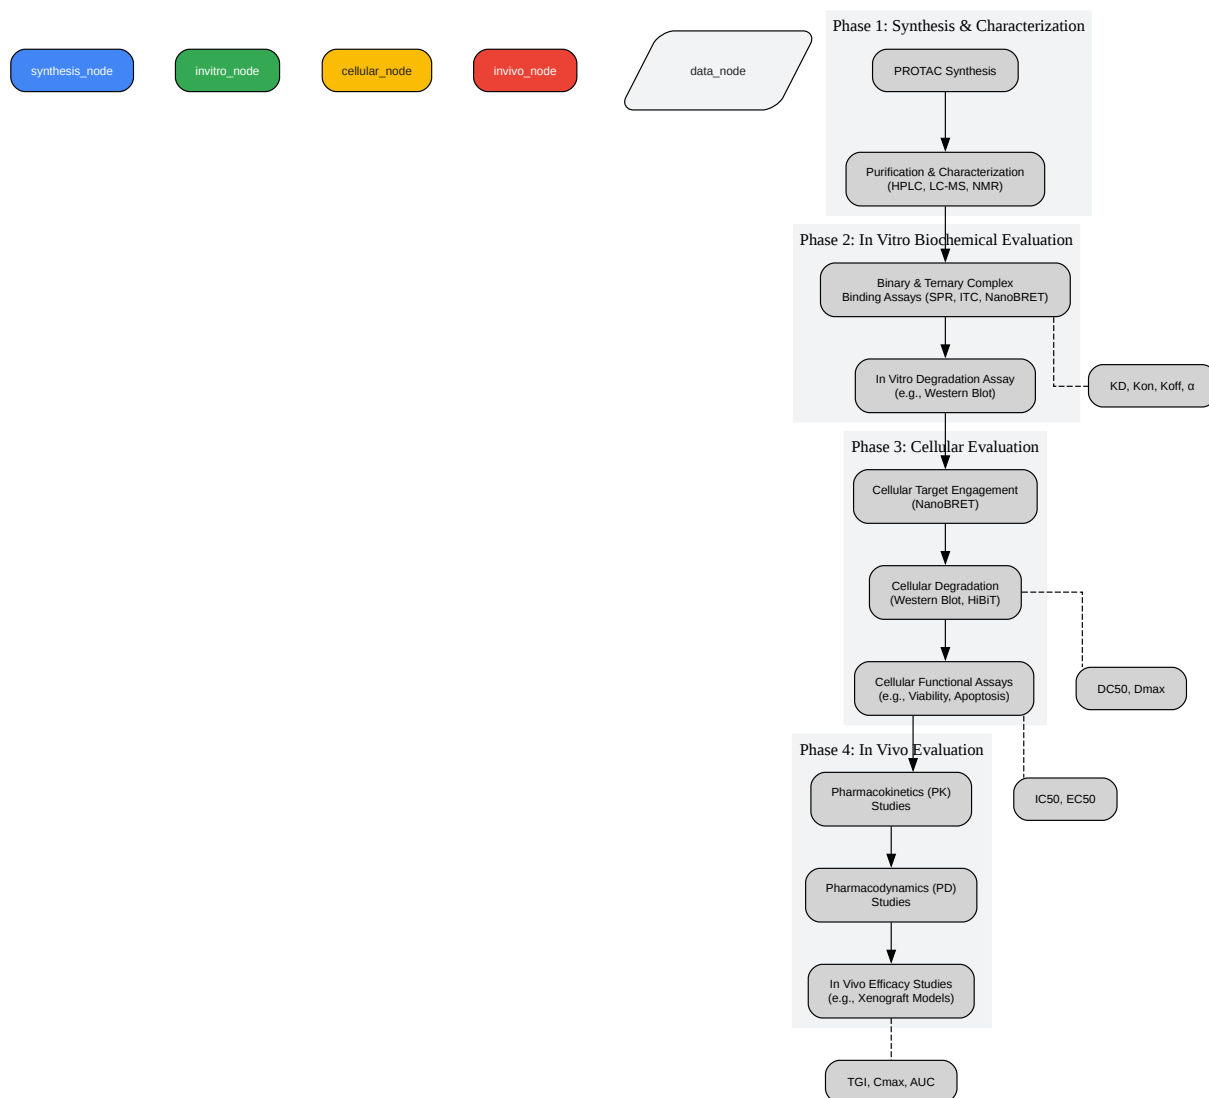 synthesis_node
invitro_node
cellular_node
invivo_node
data_node
Phase 1: Synthesis & Characterization
PROTAC Synthesis
Purification & Characterization
(HPLC, LC-MS, NMR)
Phase 2: In Vitro Biochemical Evaluation
Binary & Ternary Complex
Binding Assays (SPR, ITC, NanoBRET)
In Vitro Degradation Assay
(e.g., Western Blot)
KD, Kon, Koff, α
Phase 3: Cellular Evaluation
Cellular Target Engagement
(NanoBRET)
Cellular Degradation
(Western Blot, HiBiT)
Cellular Functional Assays
(e.g., Viability, Apoptosis)
DC50, Dmax
Phase 4: In Vivo Evaluation
Pharmacokinetics (PK)
Studies
IC50, EC50
Pharmacodynamics (PD)
Studies
In Vivo Efficacy Studies
(e.g., Xenograft Models)
TGI, Cmax, AUC